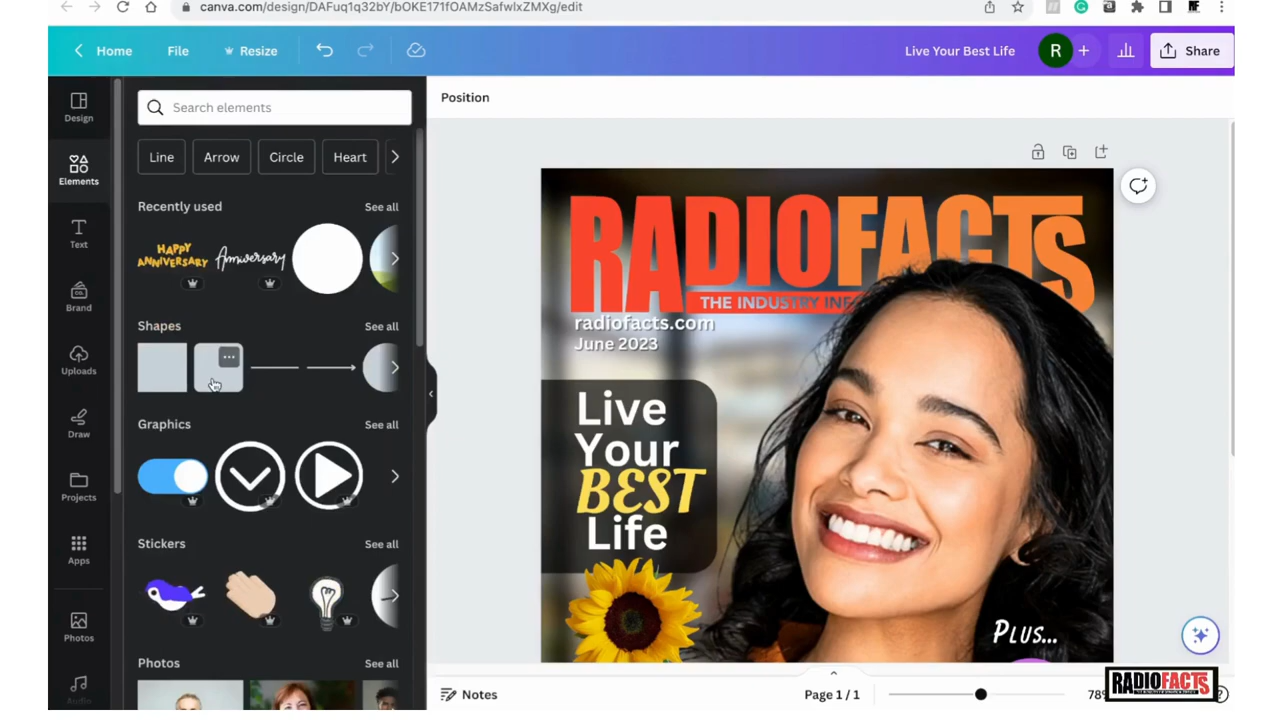 canva.com/design/DAFuq1q32bY/bOKE171fOAMzSafwIxZMXg/edit
Home
File
Resize
Live Your Best Life
R
Share
Design
Elements
Text
Brand
Uploads
Draw
Projects
Apps
Photos
Audio
Search elements
Line
Arrow
Circle
Heart
Recently used
See all
HAPPY
ANNIVERSARY
Anniversary
Shapes
See all
Graphics
See all
Stickers
See all
Photos
See all
Position
RADIOFACTS
THE INDUSTRY
radiofacts.com
June 2023
Live
Your
BEST
Life
PLUS...
Notes
Page 1 / 1
RADIOFACTS